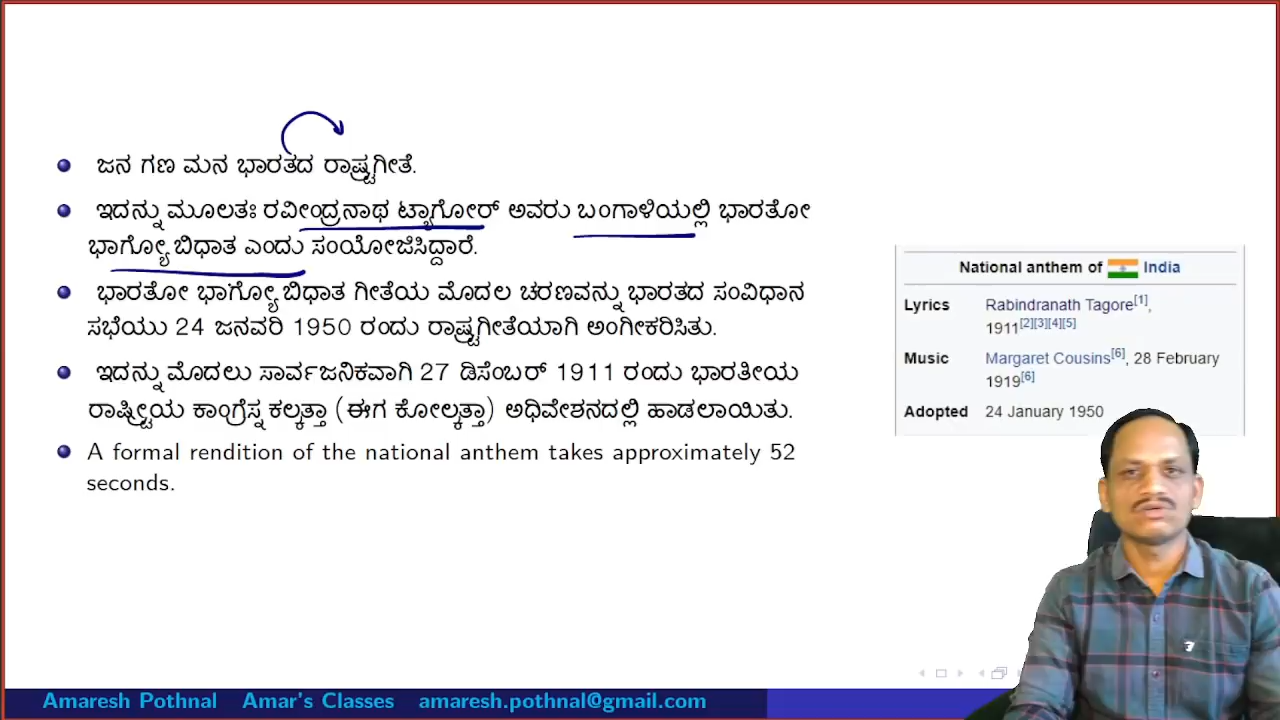 ಜನ ಗಣ ಮನ ಭಾರತದ ರಾಷ್ಟ್ರಗೀತೆ.
ಇದನ್ನು ಮೂಲತಃ ರವೀಂದ್ರನಾಥ ಟ್ಯಾಗೋರ್ ಅವರು ಬಂಗಾಳಿಯಲ್ಲಿ ಭಾರತೋ
ಭಾಗ್ಯೋ ಬಿಧಾತ ಎಂದು ಸಂಯೋಜಿಸಿದ್ದಾರೆ.
ಭಾರತೋ ಭಾಗ್ಯೋ ಬಿಧಾತ ಗೀತೆಯ ಮೊದಲ ಚರಣವನ್ನು ಭಾರತದ ಸಂವಿಧಾನ
ಸಭೆಯು 24 ಜನವರಿ 1950 ರಂದು ರಾಷ್ಟ್ರಗೀತೆಯಾಗಿ ಅಂಗೀಕರಿಸಿತು.
ಇದನ್ನು ಮೊದಲು ಸಾರ್ವಜನಿಕವಾಗಿ 27 ಡಿಸೆಂಬರ್ 1911 ರಂದು ಭಾರತೀಯ
ರಾಷ್ಟ್ರೀಯ ಕಾಂಗ್ರೆಸ್ನ ಕಲ್ಕತ್ತಾ (ಈಗ ಕೋಲ್ಕತ್ತಾ) ಅಧಿವೇಶನದಲ್ಲಿ ಹಾಡಲಾಯಿತು.
A formal rendition of the national anthem takes approximately 52
seconds.
National anthem of India
Lyrics Rabindranath Tagore[1],
1911[2][3][4][5]
Music Margaret Cousins[6], 28 February
1919[6]
Adopted 24 January 1950
Amaresh Pothnal Amar's Classes amaresh.pothnal@gmail.com